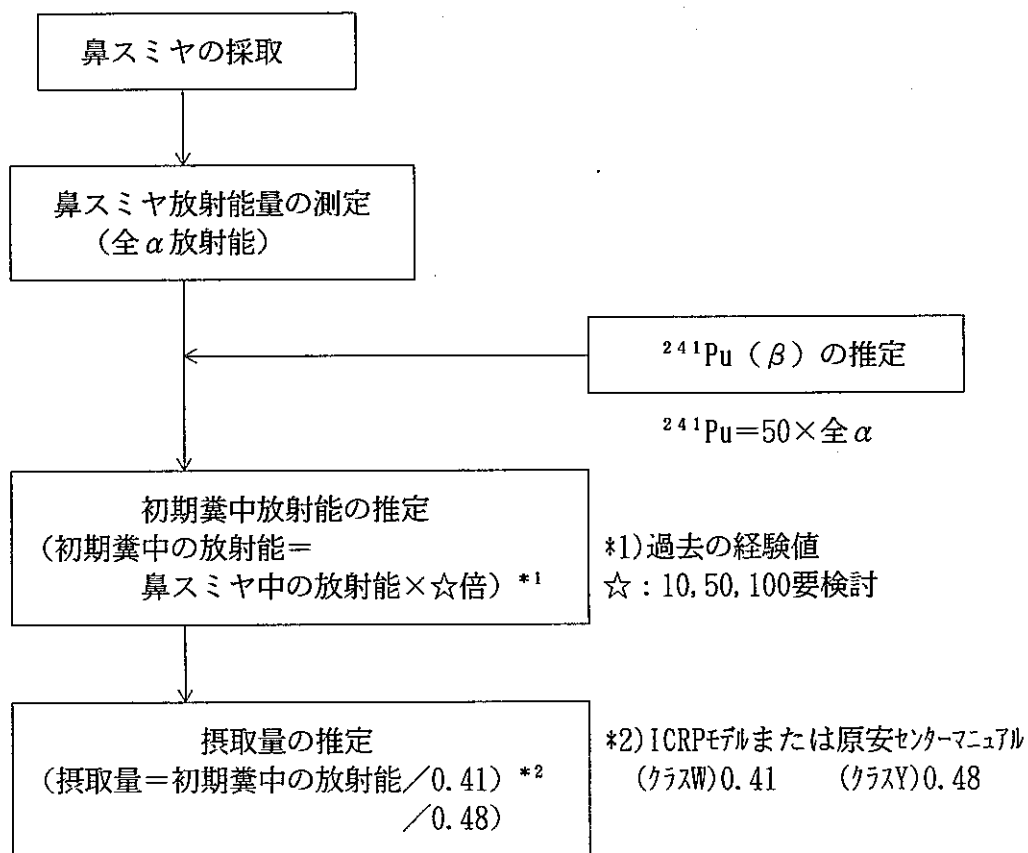 鼻スミヤの採取
鼻スミヤ放射能量の測定
（全α放射能）
²⁴¹Pu（β）の推定
²⁴¹Pu＝50×全α
初期糞中放射能の推定
（初期糞中の放射能＝
鼻スミヤ中の放射能×☆倍）*¹
*1)過去の経験値
☆：10,50,100要検討
摂取量の推定
（摂取量＝初期糞中の放射能／0.41）*²
／0.48）
*2)ICRPモデルまたは原安センターマニュアル
(クラスW)0.41 (クラスY)0.48